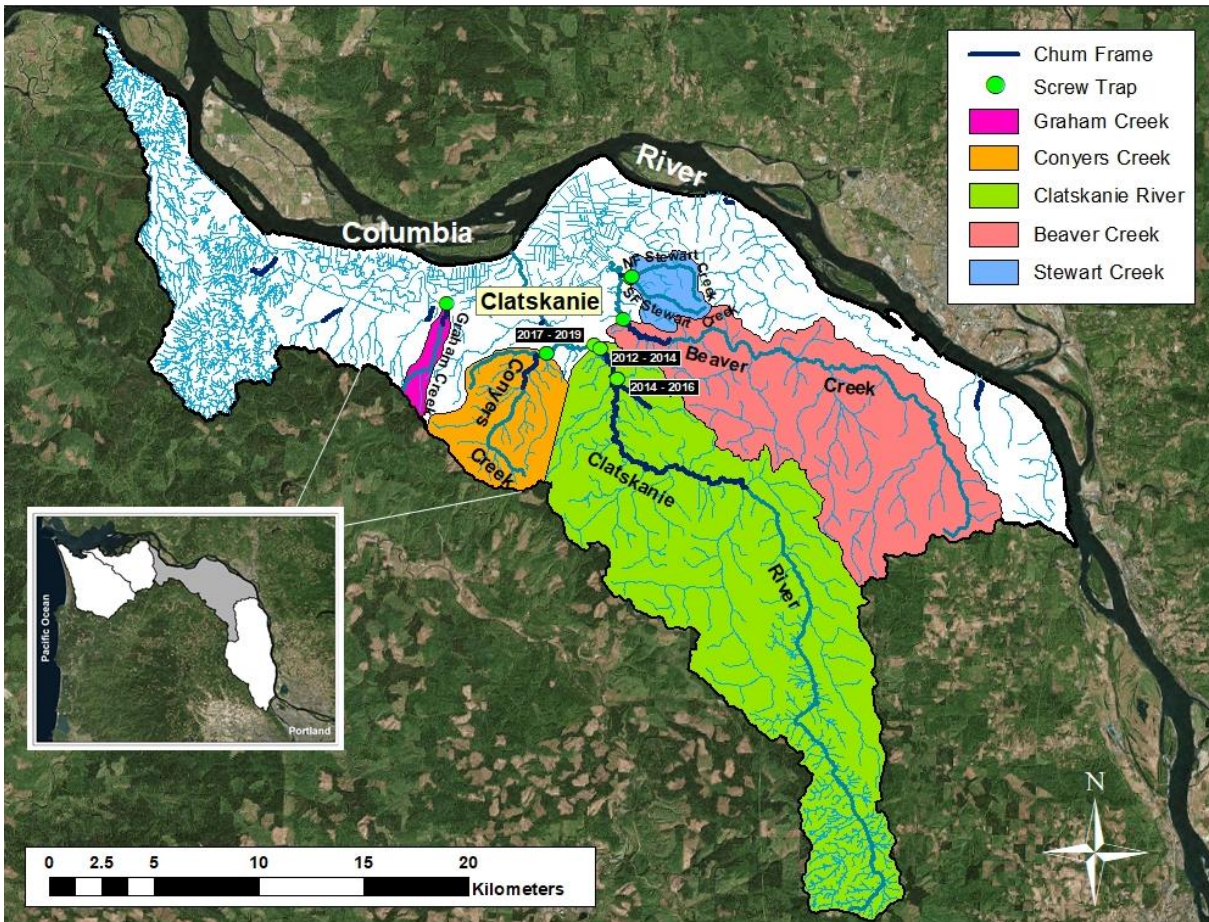 Chum Frame
Screw Trap
Graham Creek
Conyers Creek
Clatskanie River
Beaver Creek
Stewart Creek
Columbia
River
NF Stewart
Creek
SF Stewart Creek
Clatskanie
Graham Creek
2017 - 2019
2012 - 2014
2014 - 2016
Beaver
Creek
Conyers
Creek
Clatskanie
River
Pacific Ocean
Portland
N
0 2.5 5 10 15 20
Kilometers